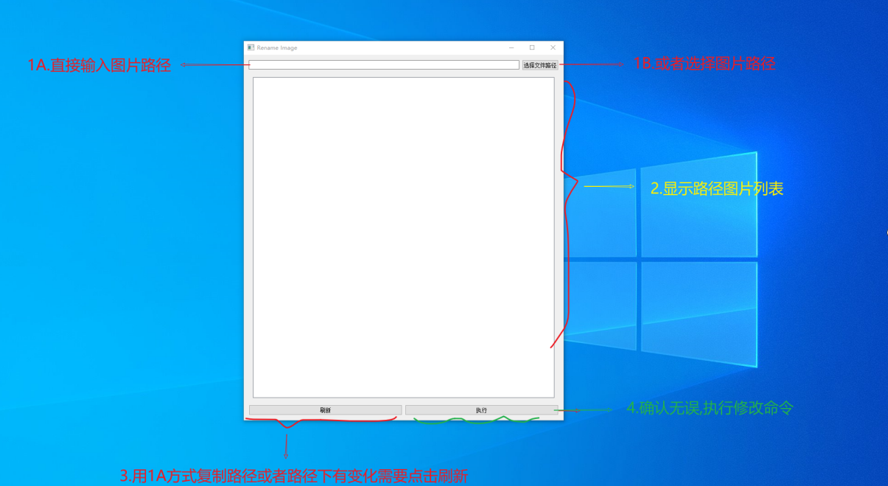 Rename Image
1A.直接输入图片路径
选择文件路径
1B.或者选择图片路径
2.显示路径图片列表
刷新
执行
4.确认无误,执行修改命令
3.用1A方式复制路径或者路径下有变化需要点击刷新